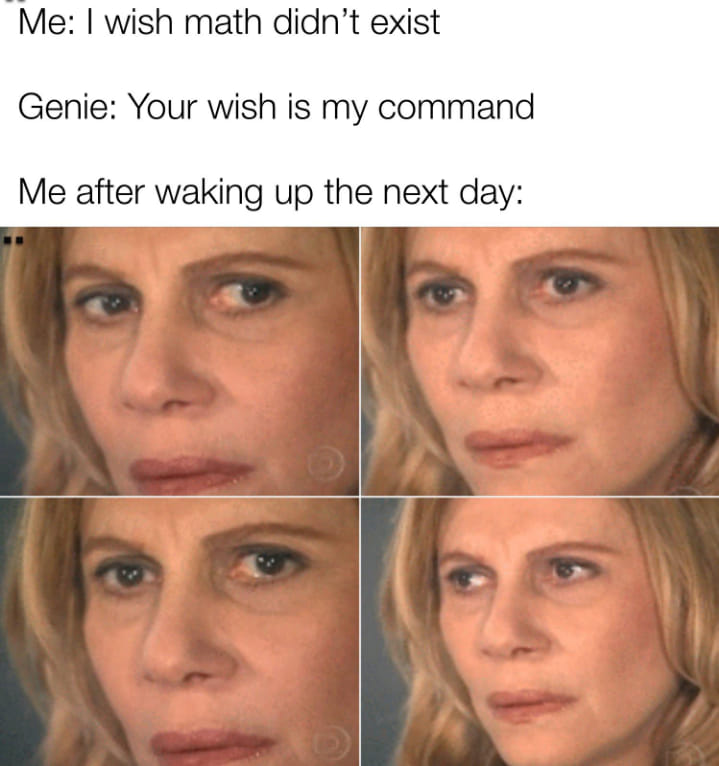 Me: I wish math didn’t exist
Genie: Your wish is my command
Me after waking up the next day: